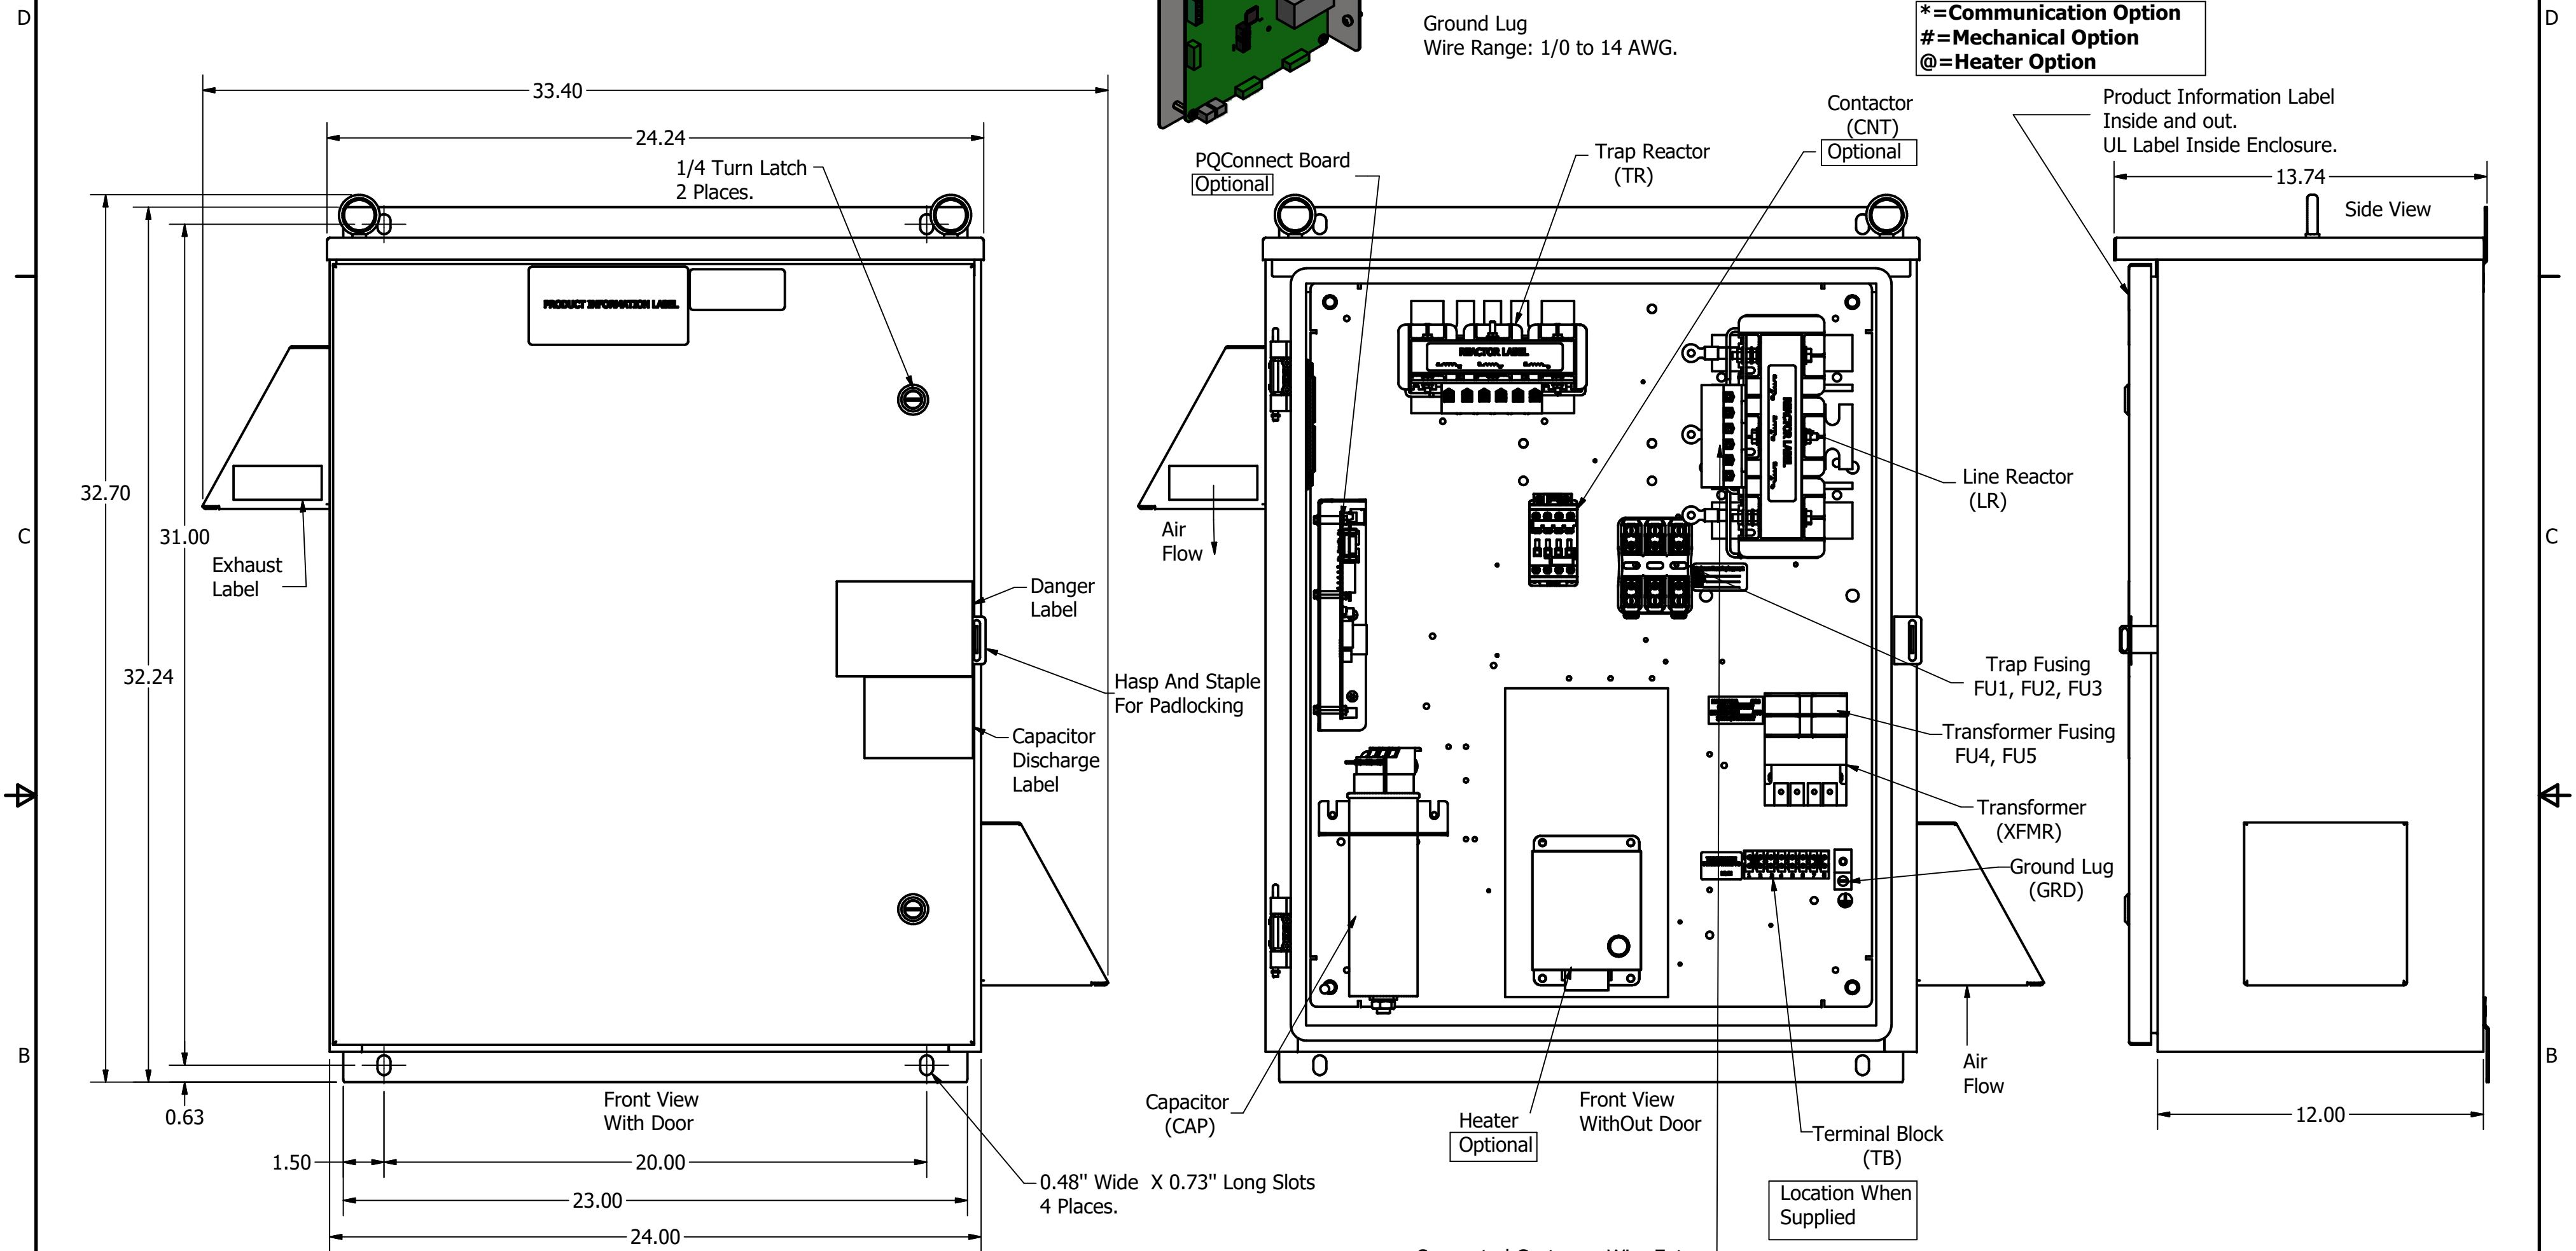 D
D
Ground Lug
Wire Range: 1/0 to 14 AWG.
*=Communication Option
#=Mechanical Option
@=Heater Option
33.40
24.24
1/4 Turn Latch
2 Places.
PQConnect Board
Optional
Trap Reactor
(TR)
Contactor
(CNT)
Optional
Product Information Label
Inside and out.
UL Label Inside Enclosure.
13.74
Side View
PRODUCT INFORMATION LABEL
REACTOR LABEL
REACTOR LABEL
32.70
31.00
32.24
C
C
Exhaust
Label
Air
Flow
Line Reactor
(LR)
Danger
Label
Hasp And Staple
For Padlocking
Capacitor
Discharge
Label
Trap Fusing
FU1, FU2, FU3
Transformer Fusing
FU4, FU5
Transformer
(XFMR)
Ground Lug
(GRD)
B
B
Air
Flow
0.63
Front View
With Door
Capacitor
(CAP)
Heater
Optional
Front View
WithOut Door
Terminal Block
(TB)
12.00
1.50
20.00
0.48" Wide X 0.73" Long Slots
4 Places.
Location When
Supplied
23.00
24.00